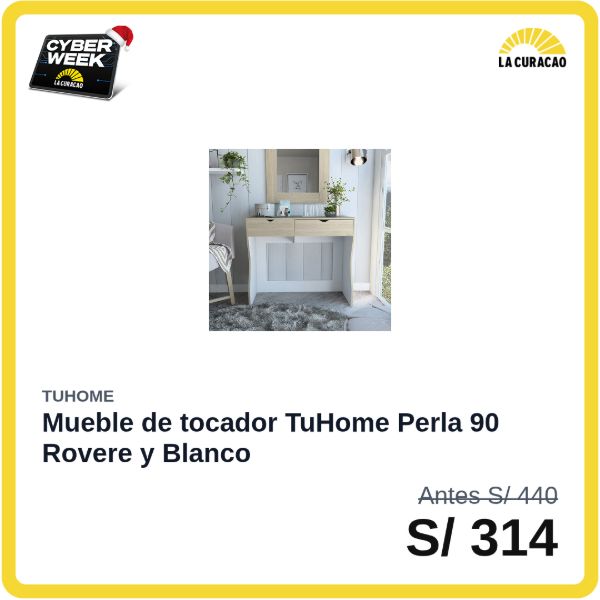 CYBER
WEEK
LA CURACAO
LA CURACAO
TUHOME
Mueble de tocador TuHome Perla 90
Rovere y Blanco
Antes S/ 440
S/ 314